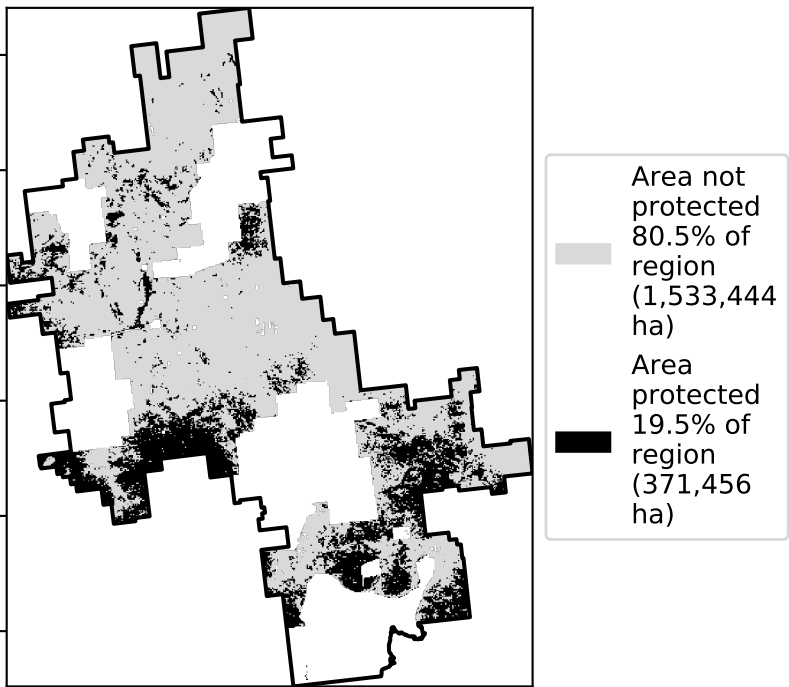 Area not
protected
80.5% of
region
(1,533,444
ha)
Area
protected
19.5% of
region
(371,456
ha)